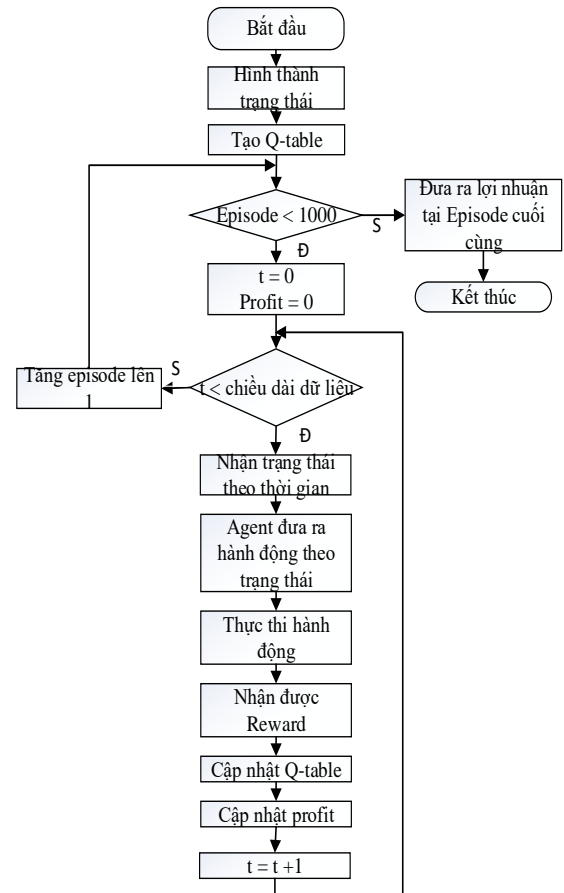 Bắt đầu
Hình thành
trạng thái
Tạo Q-table
Episode < 1000
S
Đưa ra lợi nhuận
tại Episode cuối
cùng
Đ
Kết thúc
t = 0
Profit = 0
Tăng episode lên
1
S
t < chiều dài dữ liệu
Đ
Nhận trạng thái
theo thời gian
Agent đưa ra
hành động theo
trạng thái
Thực thi hành
động
Nhận được
Reward
Cập nhật Q-table
Cập nhật profit
t = t +1